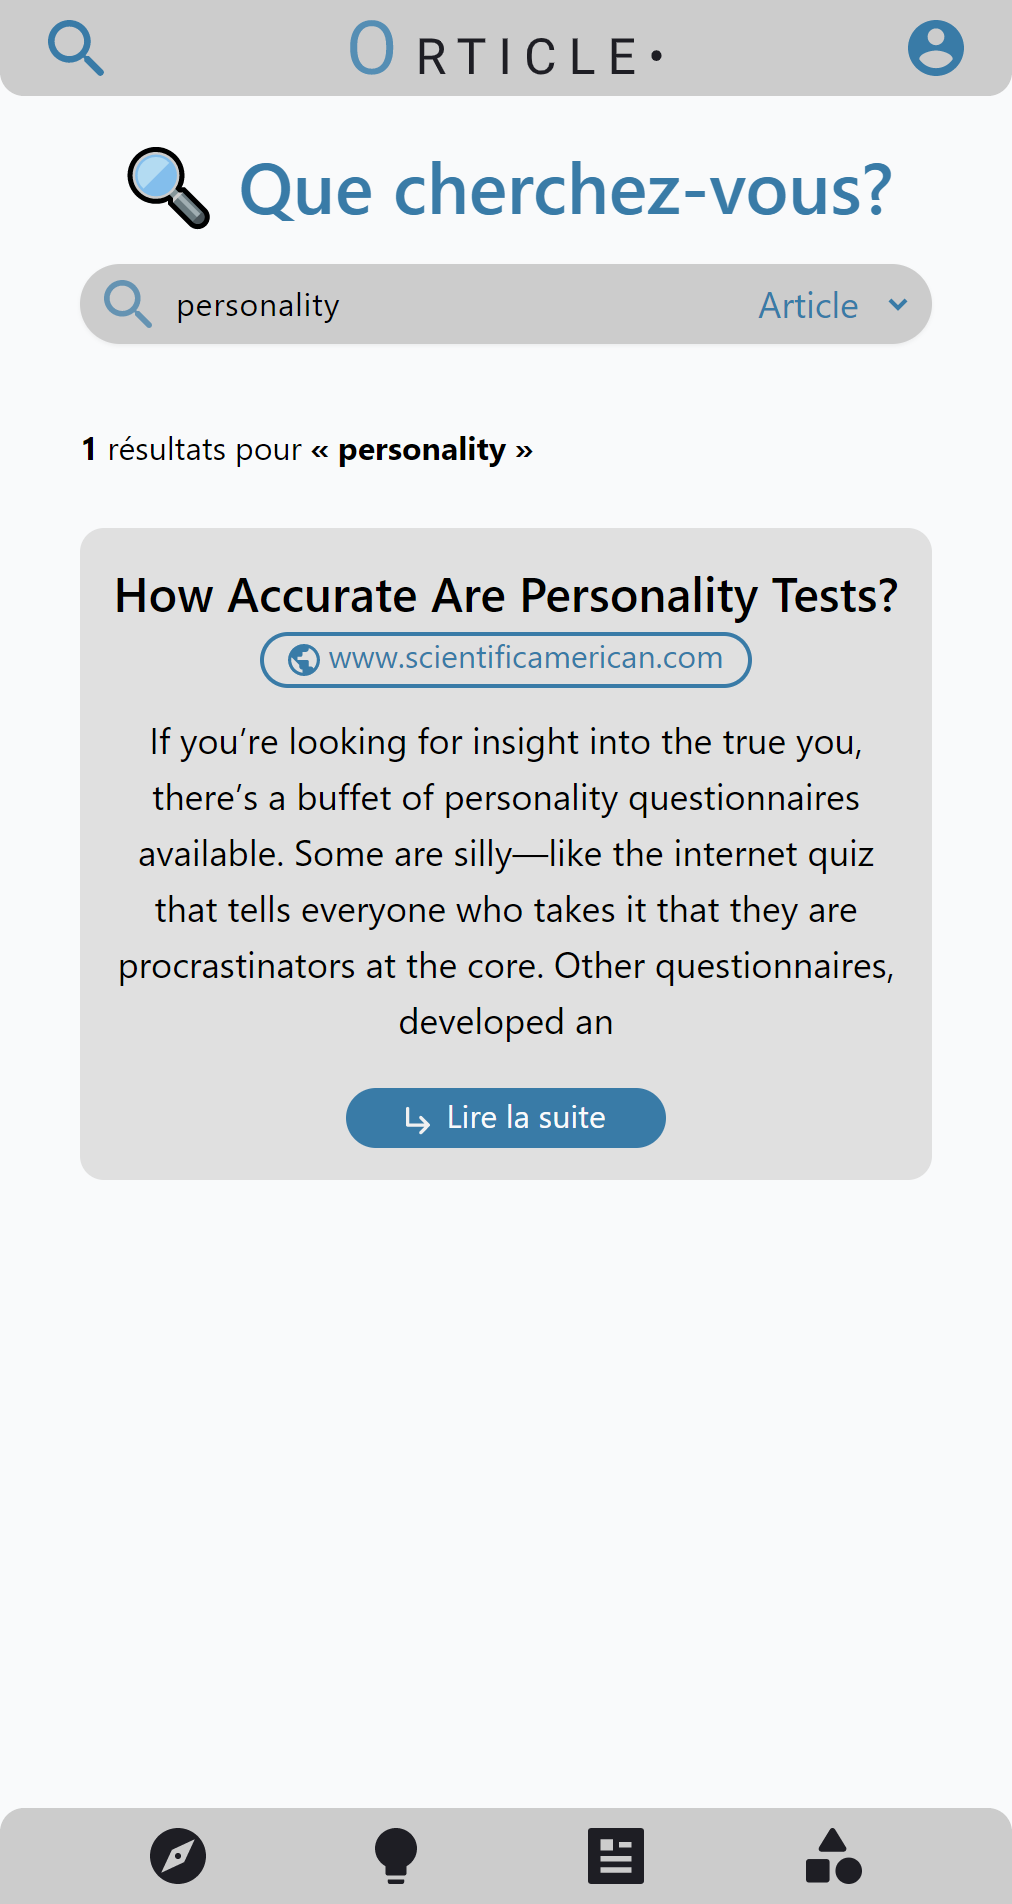 O RTICLE•
Que cherchez-vous?
personality Article
1 résultats pour « personality »
How Accurate Are Personality Tests?
www.scientificamerican.com
If you’re looking for insight into the true you,
there’s a buffet of personality questionnaires
available. Some are silly—like the internet quiz
that tells everyone who takes it that they are
procrastinators at the core. Other questionnaires,
developed an
Lire la suite